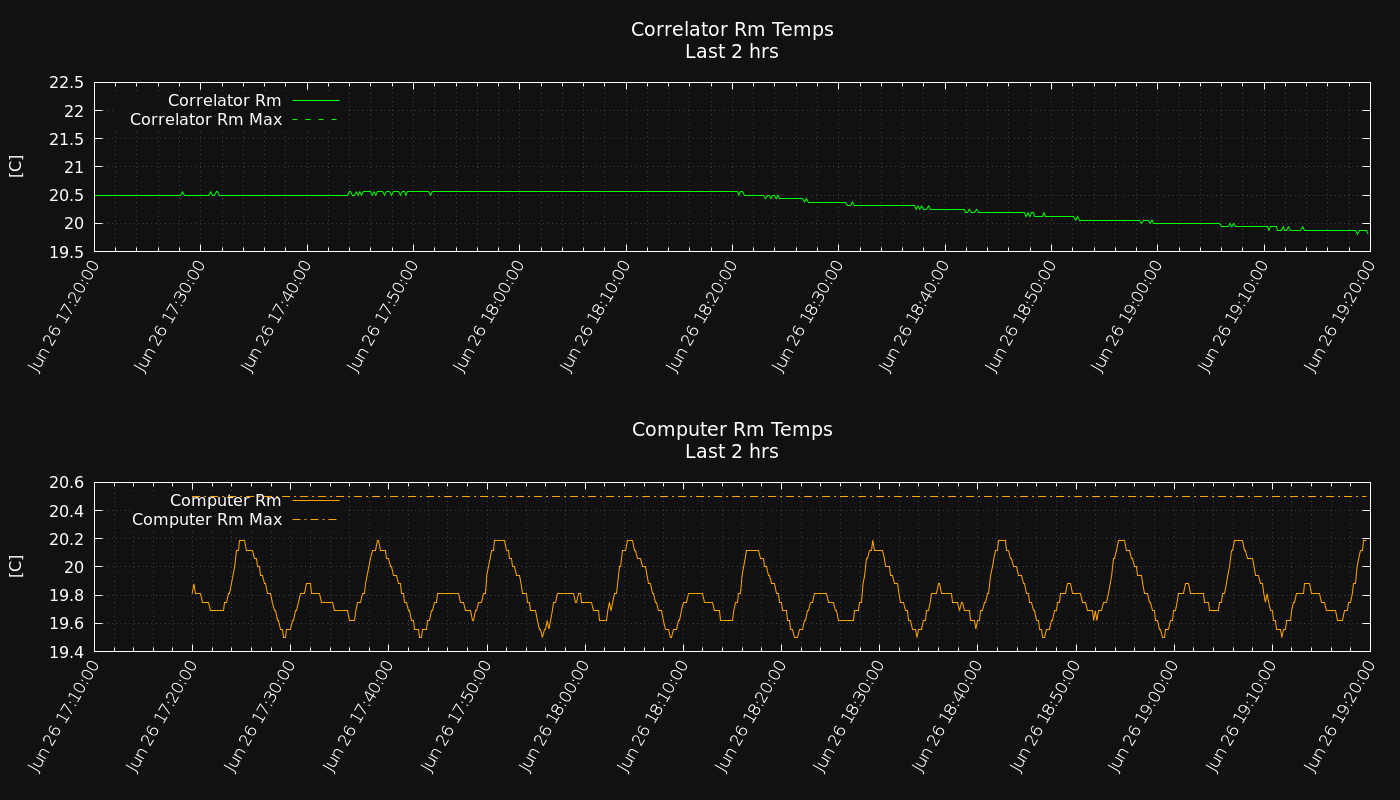 Correlator Rm Temps
Last 2 hrs
22.5
22
21.5
21
20.5
20
19.5
[C]
Correlator Rm
Correlator Rm Max
Jun 26 17:20:00
Jun 26 17:30:00
Jun 26 17:40:00
Jun 26 17:50:00
Jun 26 18:00:00
Jun 26 18:10:00
Jun 26 18:20:00
Jun 26 18:30:00
Jun 26 18:40:00
Jun 26 18:50:00
Jun 26 19:00:00
Jun 26 19:10:00
Jun 26 19:20:00
Computer Rm Temps
Last 2 hrs
20.6
20.4
20.2
20
19.8
19.6
19.4
[C]
Computer Rm
Computer Rm Max
Jun 26 17:10:00
Jun 26 17:20:00
Jun 26 17:30:00
Jun 26 17:40:00
Jun 26 17:50:00
Jun 26 18:00:00
Jun 26 18:10:00
Jun 26 18:20:00
Jun 26 18:30:00
Jun 26 18:40:00
Jun 26 18:50:00
Jun 26 19:00:00
Jun 26 19:10:00
Jun 26 19:20:00